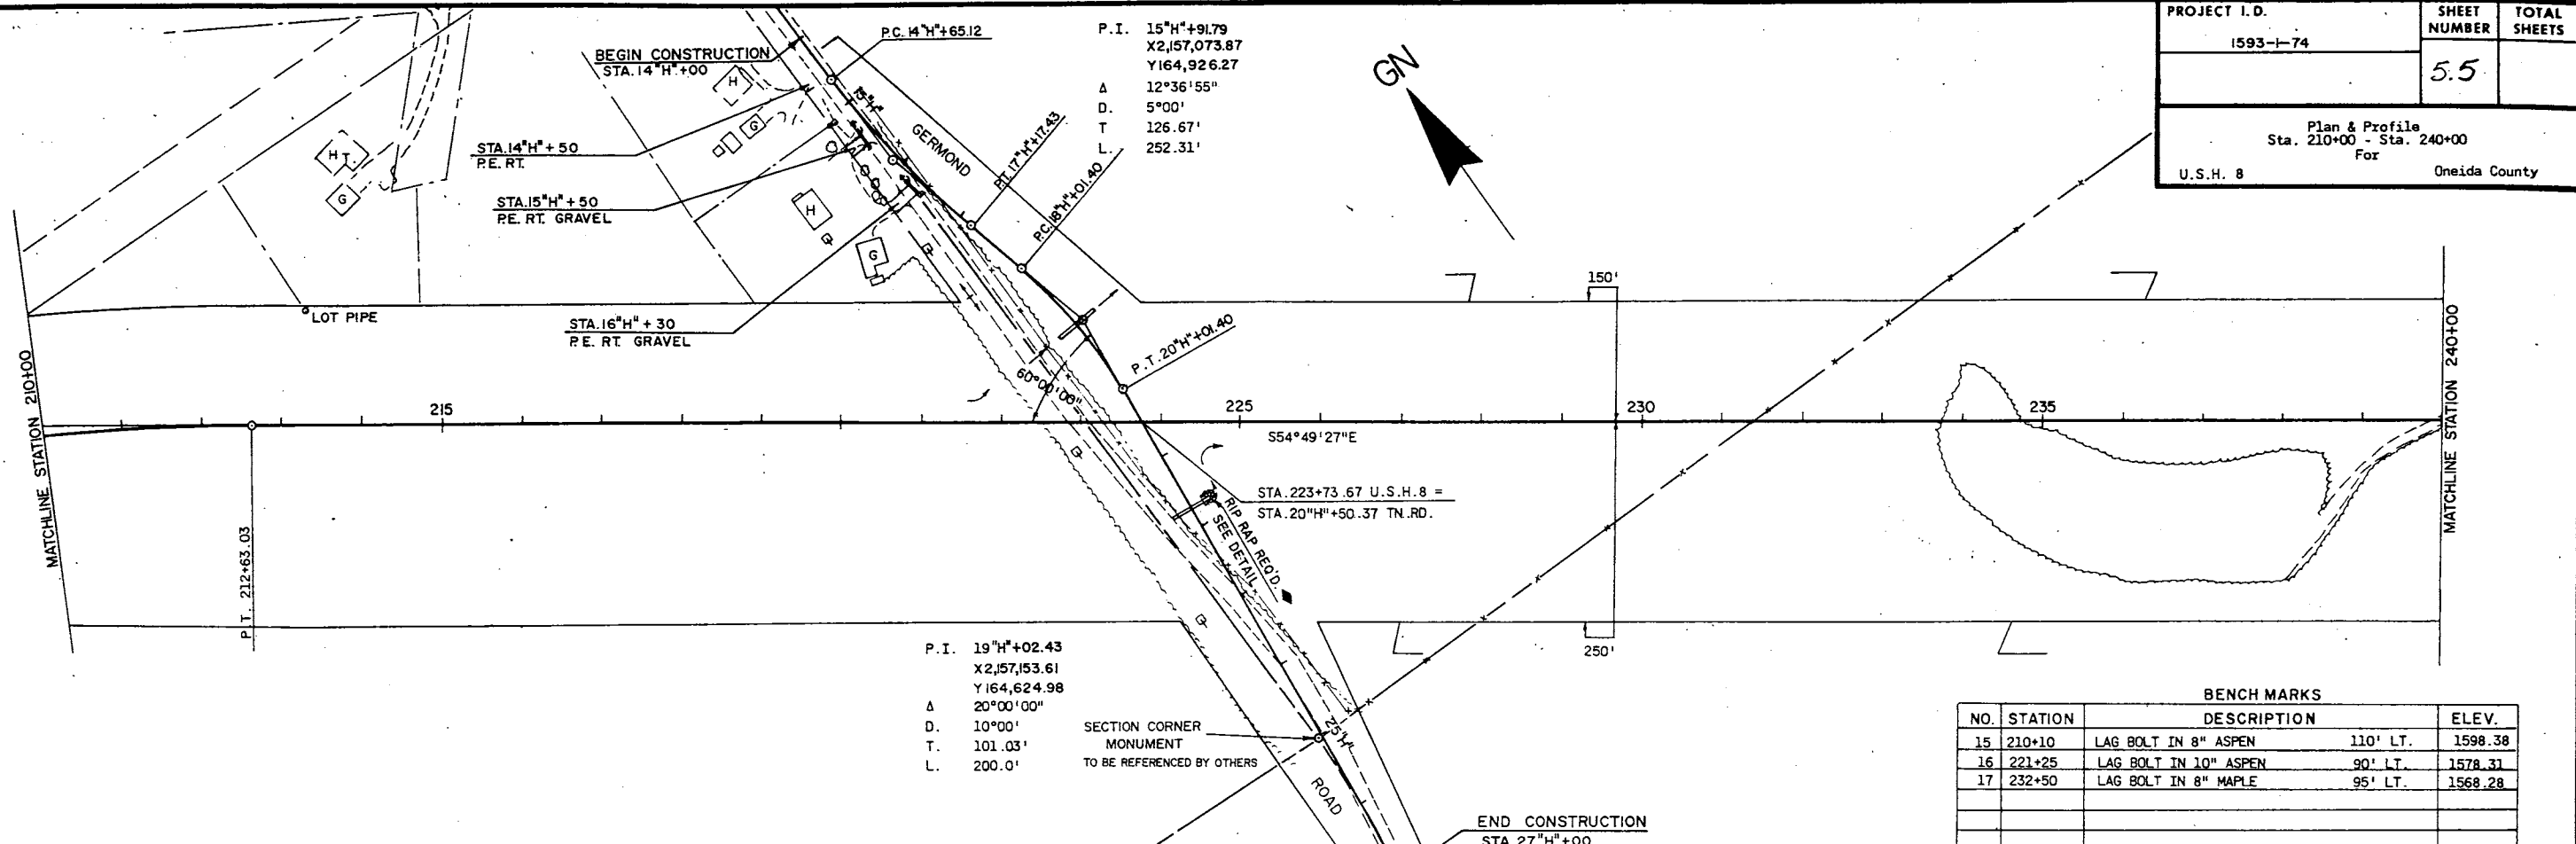 PROJECT I.D.
1593-1-74
SHEET NUMBER
5.5
TOTAL SHEETS
Plan & Profile
Sta. 210+00 - Sta. 240+00
For
U.S.H. 8 Oneida County
BEGIN CONSTRUCTION
STA. 14"H"+00
P.C. 14"H"+65.12
P.I. 15"H"+91.79
X2,157,073.87
Y164,926.27
Δ 12°36'55"
D. 5°00'
T 126.67'
L. 252.31'
GN
H
G
15"H"
GERMOND
H T.
G
STA. 14"H"+50
P.E. RT.
STA. 15"H"+50
P.E. RT. GRAVEL
H
G
P.T. 17"H"+17.43
P.C. 18"H"+01.40
LOT PIPE
STA. 16"H"+30
P.E. RT. GRAVEL
150'
P.T. 20"H"+01.40
60°00'00"
MATCHLINE STATION 210+00
215
225
230
235
MATCHLINE STATION 240+00
S54°49'27"E
STA. 223+73.67 U.S.H. 8 =
STA. 20"H"+50.37 TN. RD.
RIP RAP REQ'D.
SEE DETAIL
P.T. 212+63.03
250'
P.I. 19"H"+02.43
X2,157,153.61
Y164,624.98
Δ 20°00'00"
D. 10°00'
T. 101.03'
L. 200.0'
SECTION CORNER
MONUMENT
TO BE REFERENCED BY OTHERS
25"H"
ROAD
END CONSTRUCTION
STA. 27"H"+00
BENCH MARKS
NO. STATION DESCRIPTION ELEV.
15 210+10 LAG BOLT IN 8" ASPEN 110' LT. 1598.38
16 221+25 LAG BOLT IN 10" ASPEN 90' LT. 1578.31
17 232+50 LAG BOLT IN 8" MAPLE 95' LT. 1568.28